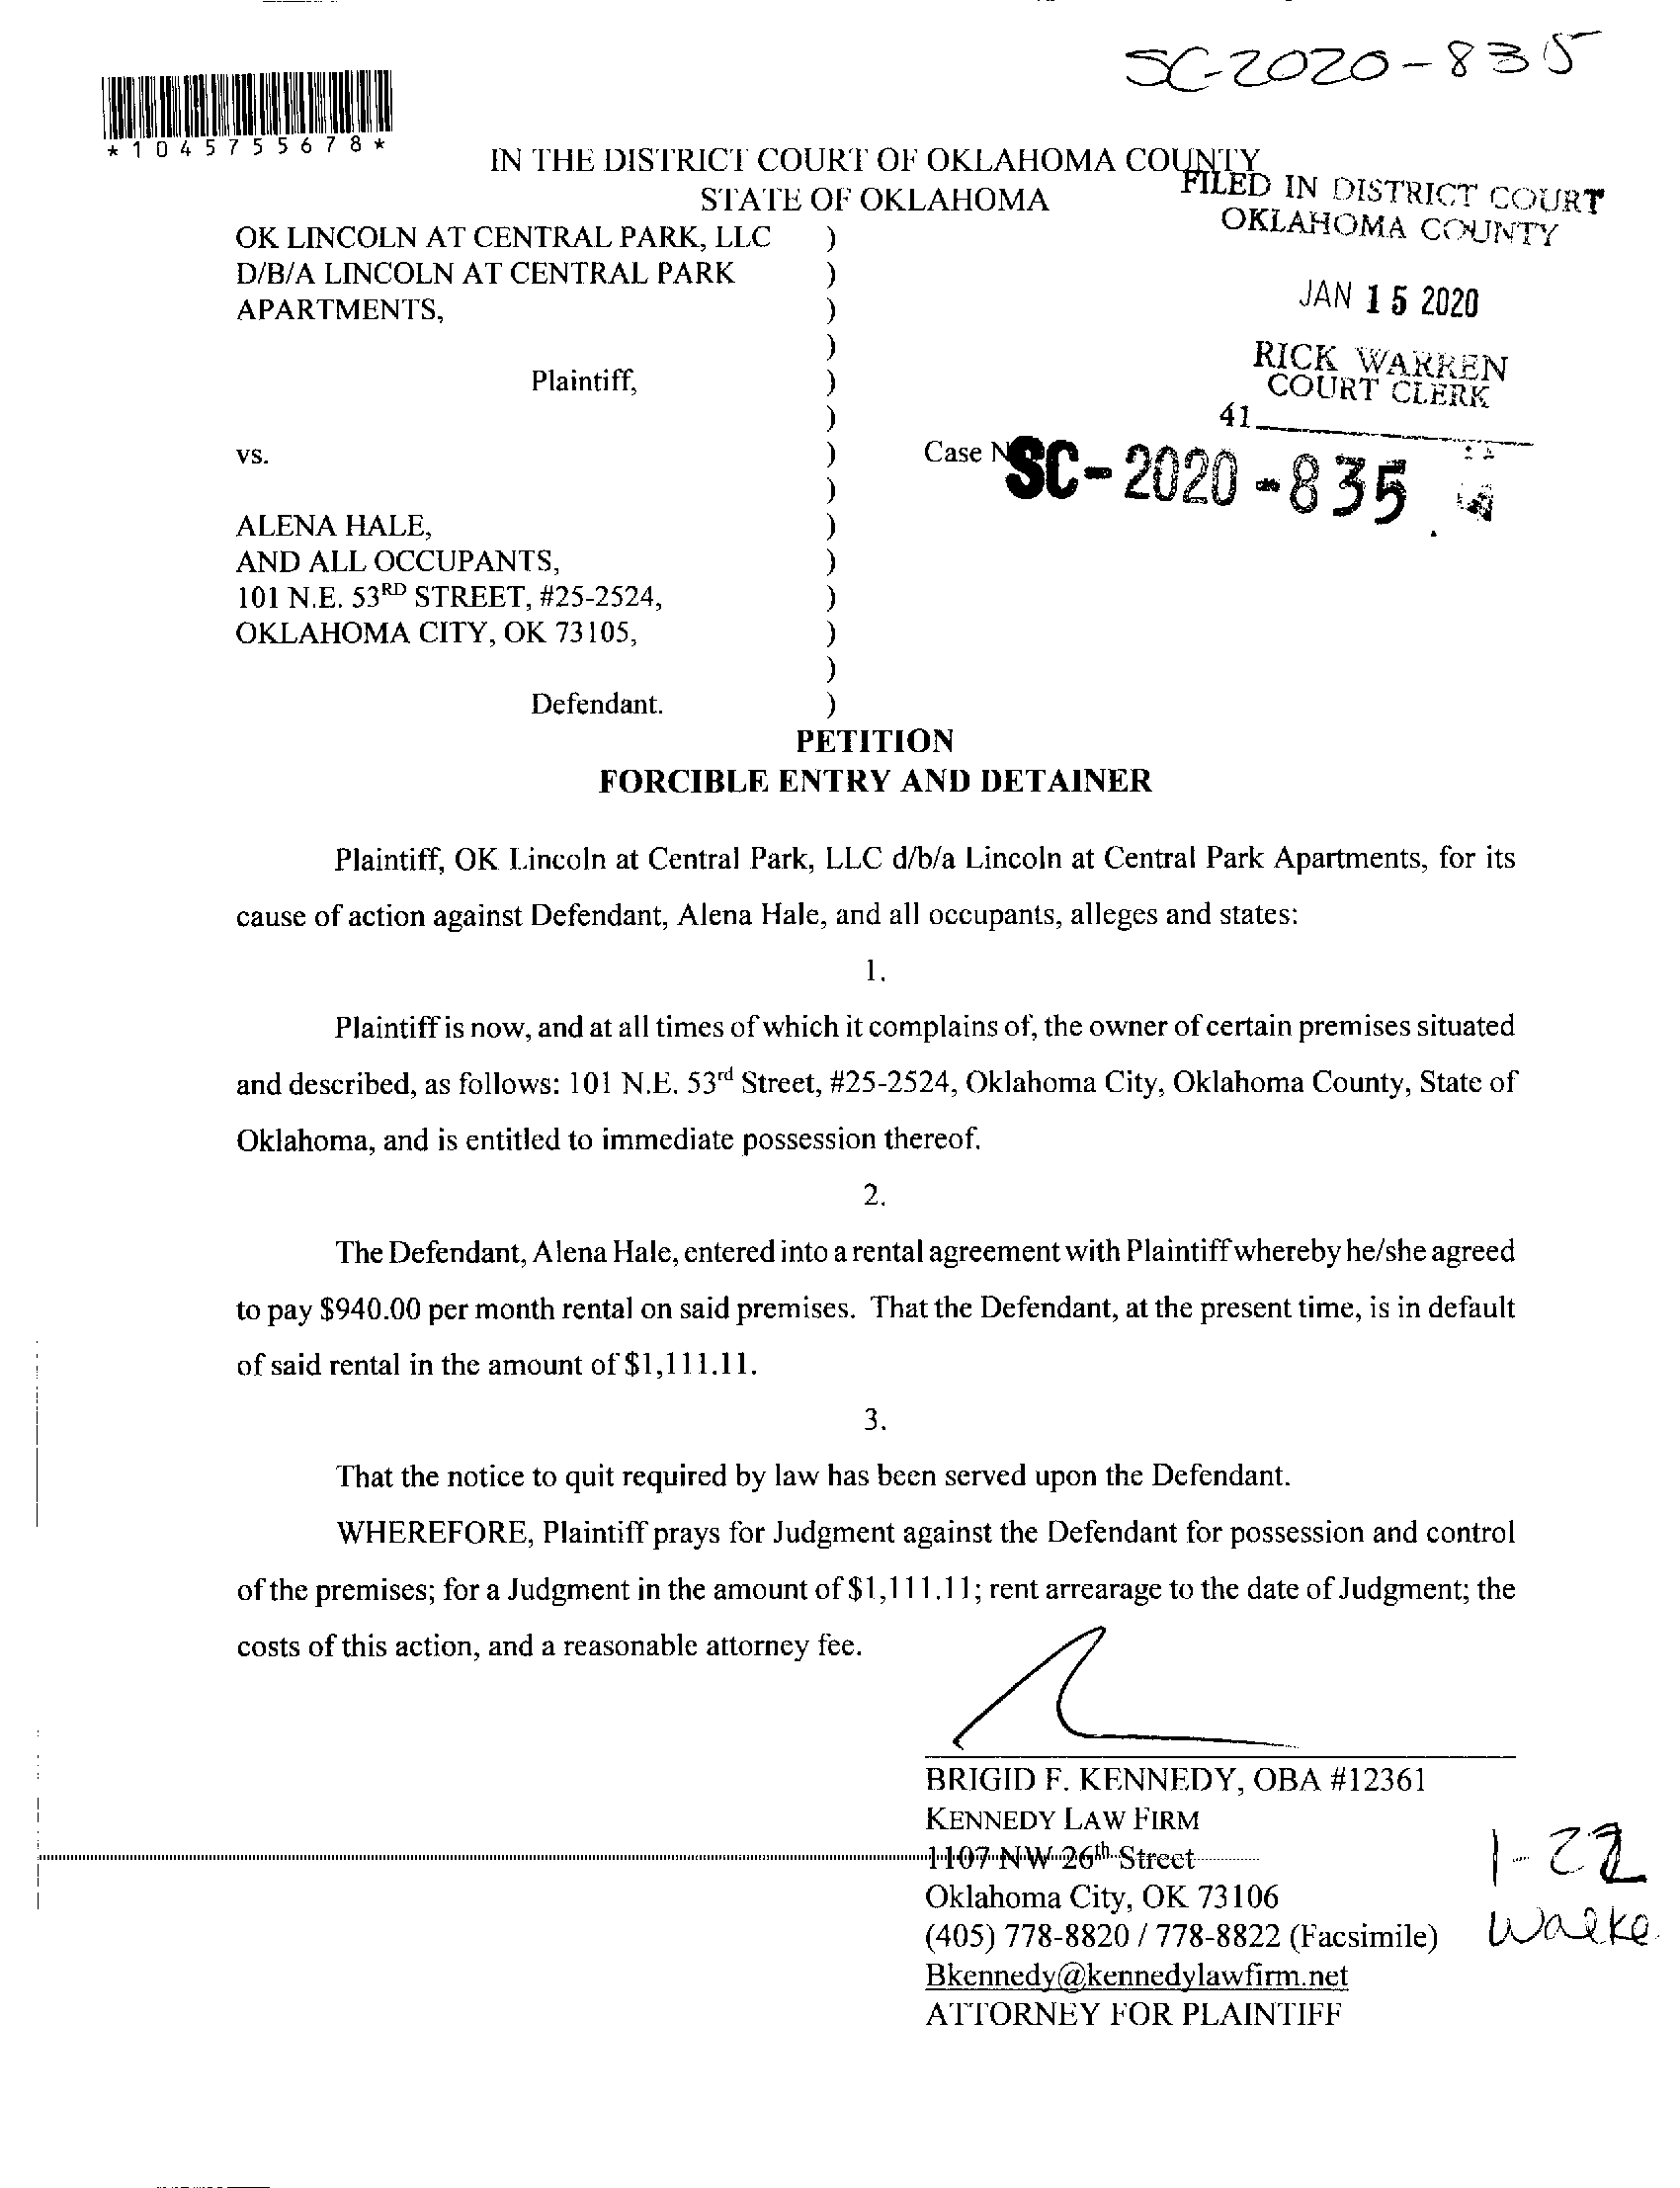 SC-2020-835
*1045755678*
IN THE DISTRICT COURT OF OKLAHOMA COUNTY
STATE OF OKLAHOMA
FILED IN DISTRICT COURT
OKLAHOMA COUNTY
JAN 15 2020
RICK WARREN
COURT CLERK
41
OK LINCOLN AT CENTRAL PARK, LLC )
D/B/A LINCOLN AT CENTRAL PARK )
APARTMENTS, )
)
Plaintiff, )
)
vs. ) Case N SC-2020-835
)
ALENA HALE, )
AND ALL OCCUPANTS, )
101 N.E. 53RD STREET, #25-2524, )
OKLAHOMA CITY, OK 73105, )
)
Defendant. )
PETITION
FORCIBLE ENTRY AND DETAINER
Plaintiff, OK Lincoln at Central Park, LLC d/b/a Lincoln at Central Park Apartments, for its
cause of action against Defendant, Alena Hale, and all occupants, alleges and states:
1.
Plaintiff is now, and at all times of which it complains of, the owner of certain premises situated
and described, as follows: 101 N.E. 53rd Street, #25-2524, Oklahoma City, Oklahoma County, State of
Oklahoma, and is entitled to immediate possession thereof.
2.
The Defendant, Alena Hale, entered into a rental agreement with Plaintiff whereby he/she agreed
to pay $940.00 per month rental on said premises. That the Defendant, at the present time, is in default
of said rental in the amount of $1,111.11.
3.
That the notice to quit required by law has been served upon the Defendant.
WHEREFORE, Plaintiff prays for Judgment against the Defendant for possession and control
of the premises; for a Judgment in the amount of $1,111.11; rent arrearage to the date of Judgment; the
costs of this action, and a reasonable attorney fee.
BRIGID F. KENNEDY, OBA #12361
KENNEDY LAW FIRM
1107 NW 26th Street
Oklahoma City, OK 73106
(405) 778-8820 / 778-8822 (Facsimile)
Bkennedy@kennedylawfirm.net
ATTORNEY FOR PLAINTIFF
1-22
Walke